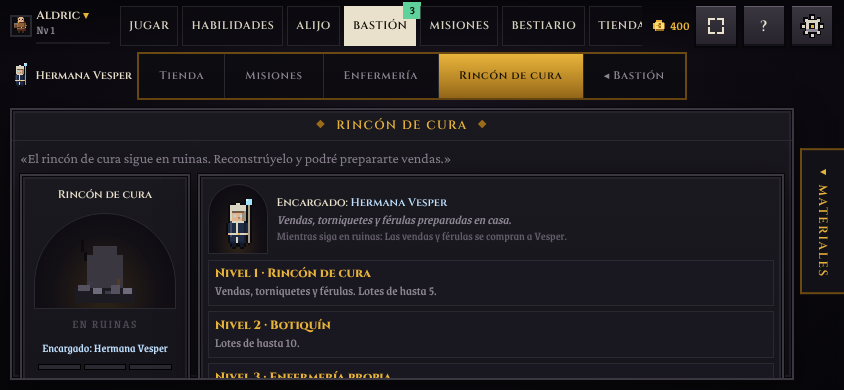 ALDRIC ▾
Nv 1
JUGAR
HABILIDADES
ALIJO
BASTIÓN
3
MISIONES
BESTIARIO
TIENDA
400
?
HERMANA VESPER
TIENDA
MISIONES
ENFERMERÍA
RINCÓN DE CURA
◂ BASTIÓN
◆ RINCÓN DE CURA ◆
«El rincón de cura sigue en ruinas. Reconstrúyelo y podré prepararte vendas.»
RINCÓN DE CURA
EN RUINAS
Encargado: Hermana Vesper
ENCARGADO: HERMANA VESPER
Vendas, torniquetes y férulas preparadas en casa.
Mientras siga en ruinas: Las vendas y férulas se compran a Vesper.
NIVEL 1 · RINCÓN DE CURA
Vendas, torniquetes y férulas. Lotes de hasta 5.
NIVEL 2 · BOTIQUÍN
Lotes de hasta 10.
NIVEL 3 · ENFERMERÍA PROPIA
◂ MATERIALES